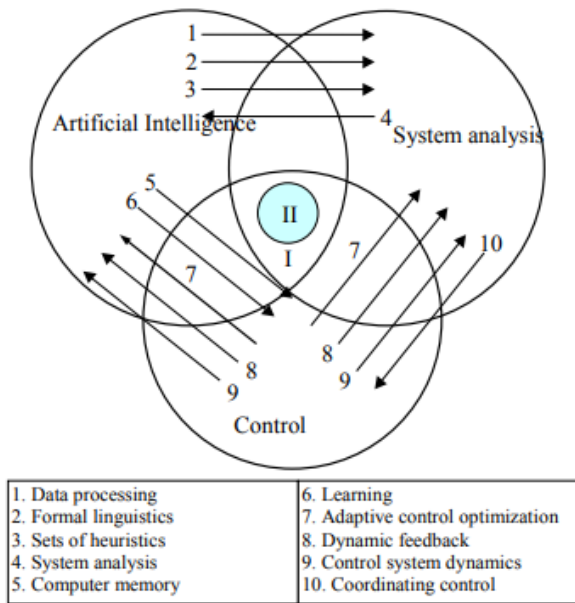 1
2
3
Artificial Intelligence
4
System analysis
5
6
II
7
I
7
10
8
8
9
9
Control
1. Data processing
2. Formal linguistics
3. Sets of heuristics
4. System analysis
5. Computer memory
6. Learning
7. Adaptive control optimization
8. Dynamic feedback
9. Control system dynamics
10. Coordinating control